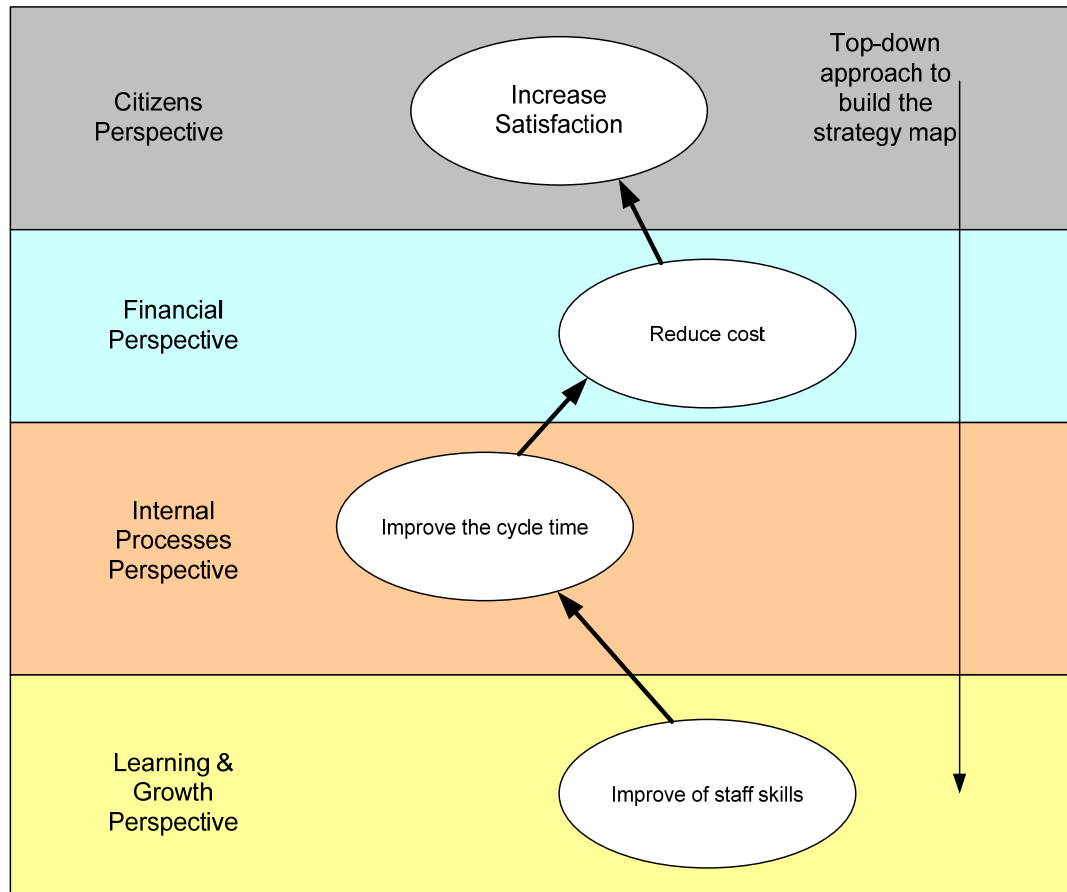 Citizens
Perspective
Increase
Satisfaction
Top-down
approach to
build the
strategy map
Financial
Perspective
Reduce cost
Internal
Processes
Perspective
Improve the cycle time
Learning &
Growth
Perspective
Improve of staff skills